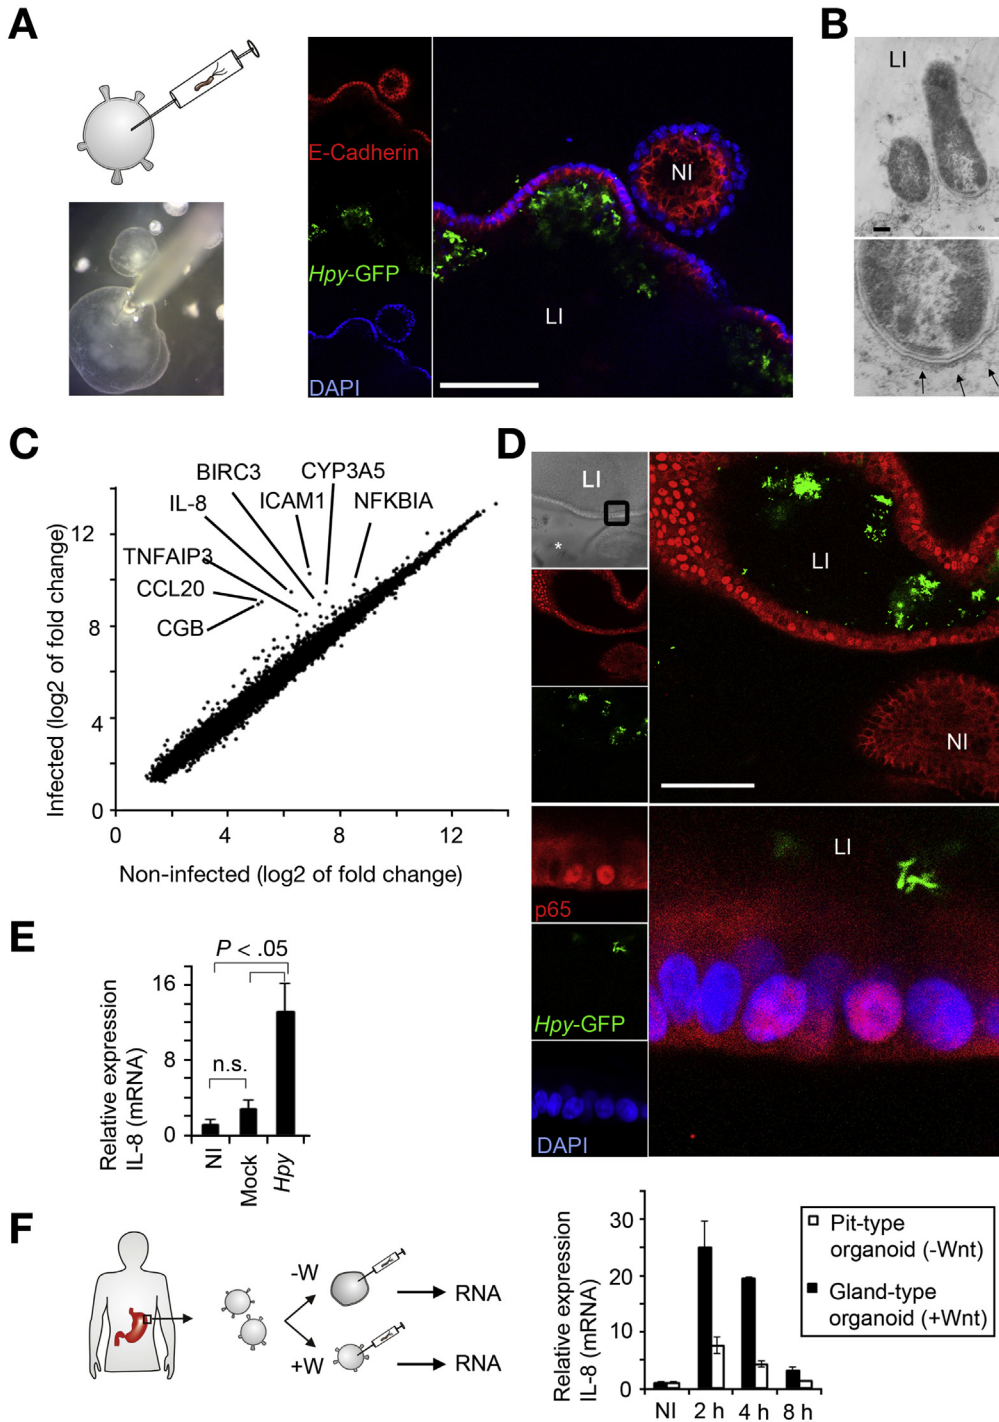 A
E-Cadherin
Hpy-GFP
DAPI
NI
LI
B
LI
C
BIRC3
CYP3A5
IL-8
ICAM1
NFKBIA
TNFAIP3
CCL20
CGB
12
8
4
0
0
4
8
12
Infected (log2 of fold change)
Non-infected (log2 of fold change)
D
LI
*
LI
NI
p65
Hpy-GFP
DAPI
LI
E
P < .05
n.s.
16
8
0
Relative expression
IL-8 (mRNA)
NI
Mock
Hpy
F
-W
RNA
+W
RNA
30
20
10
0
Relative expression
IL-8 (mRNA)
NI
2 h
4 h
8 h
Pit-type
organoid (-Wnt)
Gland-type
organoid (+Wnt)